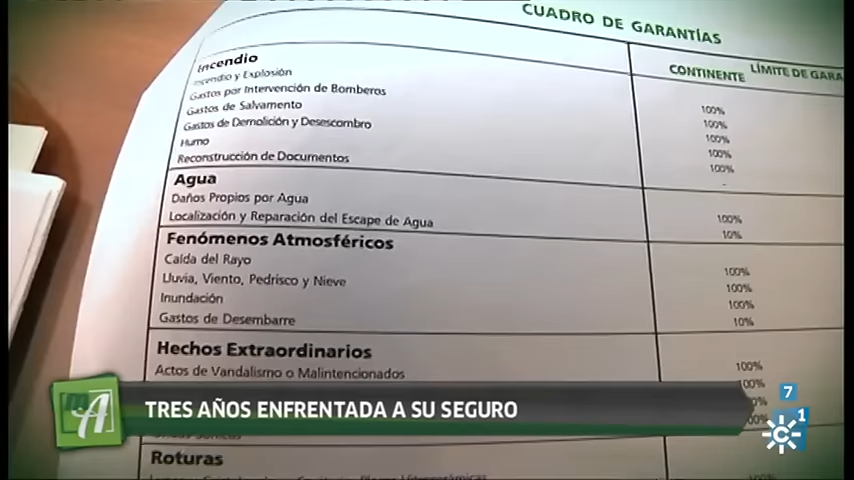 CUADRO DE GARANTÍAS
CONTINENTE LÍMITE DE GARA
Incendio
Incendio y Explosión 100%
Gastos por Intervención de Bomberos 100%
Gastos de Salvamento 100%
Gastos de Demolición y Desescombro 100%
Humo 100%
Reconstrucción de Documentos -
Agua
Daños Propios por Agua 100%
Localización y Reparación del Escape de Agua 10%
Fenómenos Atmosféricos
Caída del Rayo 100%
Lluvia, Viento, Pedrisco y Nieve 100%
Inundación 100%
Gastos de Desembarre 10%
Hechos Extraordinarios
Actos de Vandalismo o Malintencionados 100%
mA
TRES AÑOS ENFRENTADA A SU SEGURO
7
1
Roturas